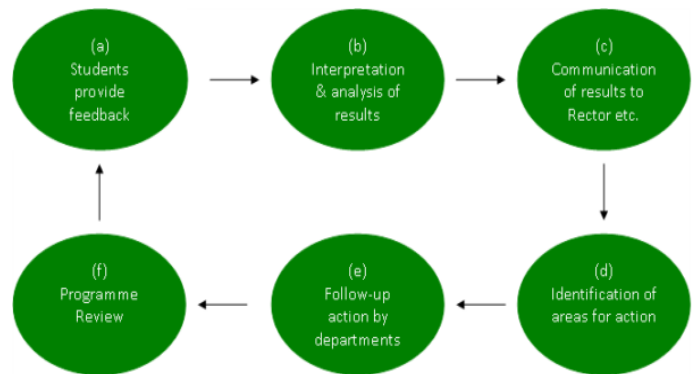 (a)
Students
provide
feedback
(b)
Interpretation
& analysis of
results
(c)
Communication
of results to
Rector etc.
(d)
Identification of
areas for action
(e)
Follow-up
action by
departments
(f)
Programme
Review